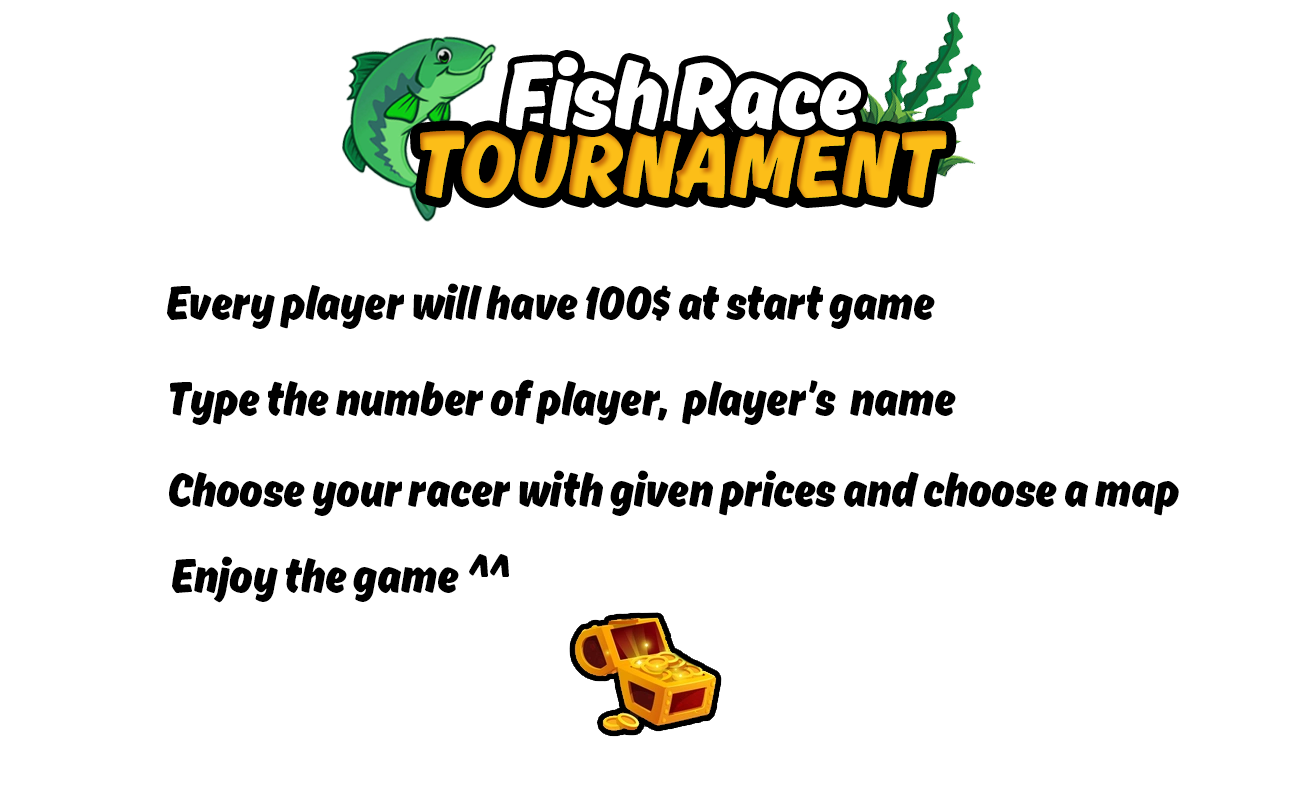 Fish Race
TOURNAMENT
Every player will have 100$ at start game
Type the number of player, player's name
Choose your racer with given prices and choose a map
Enjoy the game ^^